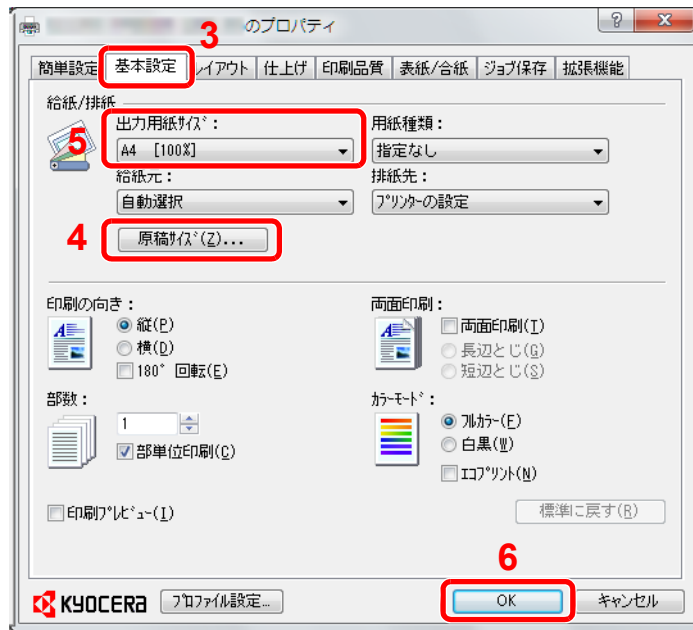 のプロパティ
3
簡単設定 基本設定 レイアウト 仕上げ 印刷品質 表紙/合紙 ジョブ保存 拡張機能
給紙/排紙
5
出力用紙ｻｲｽﾞ：
A4 [100%]
用紙種類：
指定なし
給紙元：
自動選択
排紙先：
ﾌﾟﾘﾝﾀｰの設定
4
原稿ｻｲｽﾞ(Z)...
印刷の向き：
縦(P)
横(D)
180° 回転(E)
両面印刷：
両面印刷(T)
長辺とじ(G)
短辺とじ(S)
部数：
1
部単位印刷(C)
ｶﾗｰﾓｰﾄﾞ：
ﾌﾙｶﾗｰ(F)
白黒(W)
ｴｺﾌﾟﾘﾝﾄ(N)
印刷ﾌﾟﾚﾋﾞｭｰ(I)
標準に戻す(R)
6
KYOCERA
ﾌﾟﾛﾌｧｲﾙ設定...
OK
キャンセル